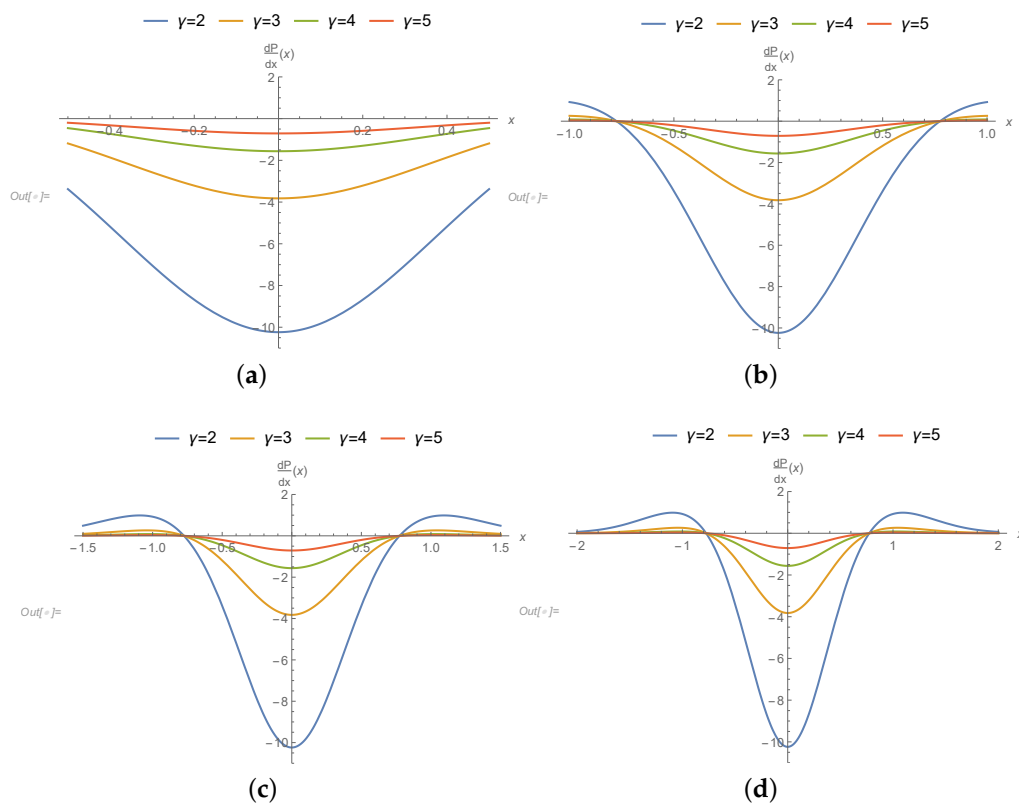 γ=2 γ=3 γ=4 γ=5
dP
dx (x)
2
-0.4 -0.2 0.2 0.4 x
-2
-4
Out[∘]=
-6
-8
-10
(a)
γ=2 γ=3 γ=4 γ=5
dP
dx (x)
2
-1.0 -0.5 0.5 1.0 x
-2
-4
Out[∘]=
-6
-8
-10
(b)
γ=2 γ=3 γ=4 γ=5
dP
dx (x)
2
-1.5 -1.0 -0.5 0.5 1.0 1.5 x
-2
-4
Out[∘]=
-6
-8
-10
(c)
γ=2 γ=3 γ=4 γ=5
dP
dx (x)
2
-2 -1 1 2 x
-2
-4
Out[∘]=
-6
-8
-10
(d)